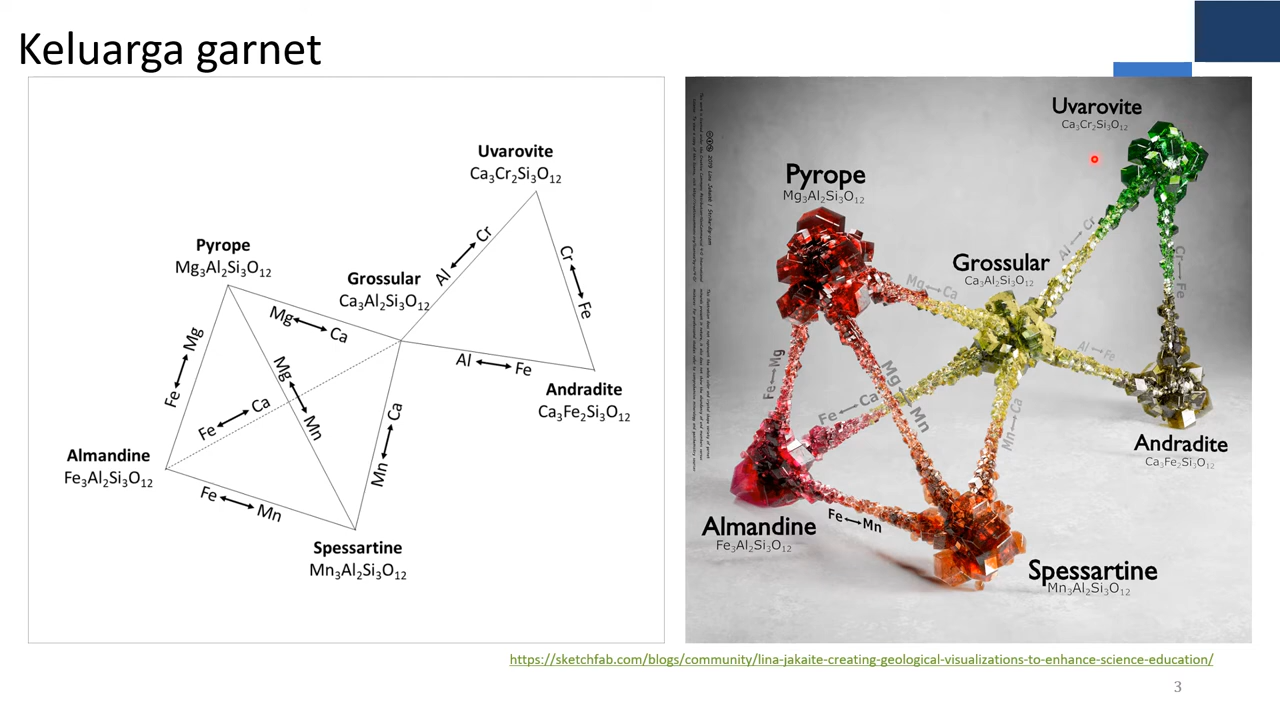 Keluarga garnet
Uvarovite
Ca₃Cr₂Si₃O₁₂
Al ⟷ Cr
Cr ⟷ Fe
Pyrope
Mg₃Al₂Si₃O₁₂
Grossular
Ca₃Al₂Si₃O₁₂
Mg ⟷ Ca
Fe ⟷ Mg
Mg ⟷ Mn
Al ⟷ Fe
Andradite
Ca₃Fe₂Si₃O₁₂
Fe ⟷ Ca
Mn ⟷ Ca
Almandine
Fe₃Al₂Si₃O₁₂
Fe ⟷ Mn
Spessartine
Mn₃Al₂Si₃O₁₂
Uvarovite
Ca₃Cr₂Si₃O₁₂
Pyrope
Mg₃Al₂Si₃O₁₂
Al ⟷ Cr
Cr ⟷ Fe
Grossular
Ca₃Al₂Si₃O₁₂
Mg ⟷ Ca
Fe ⟷ Mg
Mg ⟷ Mn
Al ⟷ Fe
Fe ⟷ Ca
Mn ⟷ Ca
Andradite
Ca₃Fe₂Si₃O₁₂
Almandine
Fe₃Al₂Si₃O₁₂
Fe ⟷ Mn
Spessartine
Mn₃Al₂Si₃O₁₂
https://sketchfab.com/blogs/community/lina-jakaite-creating-geological-visualizations-to-enhance-science-education/
3